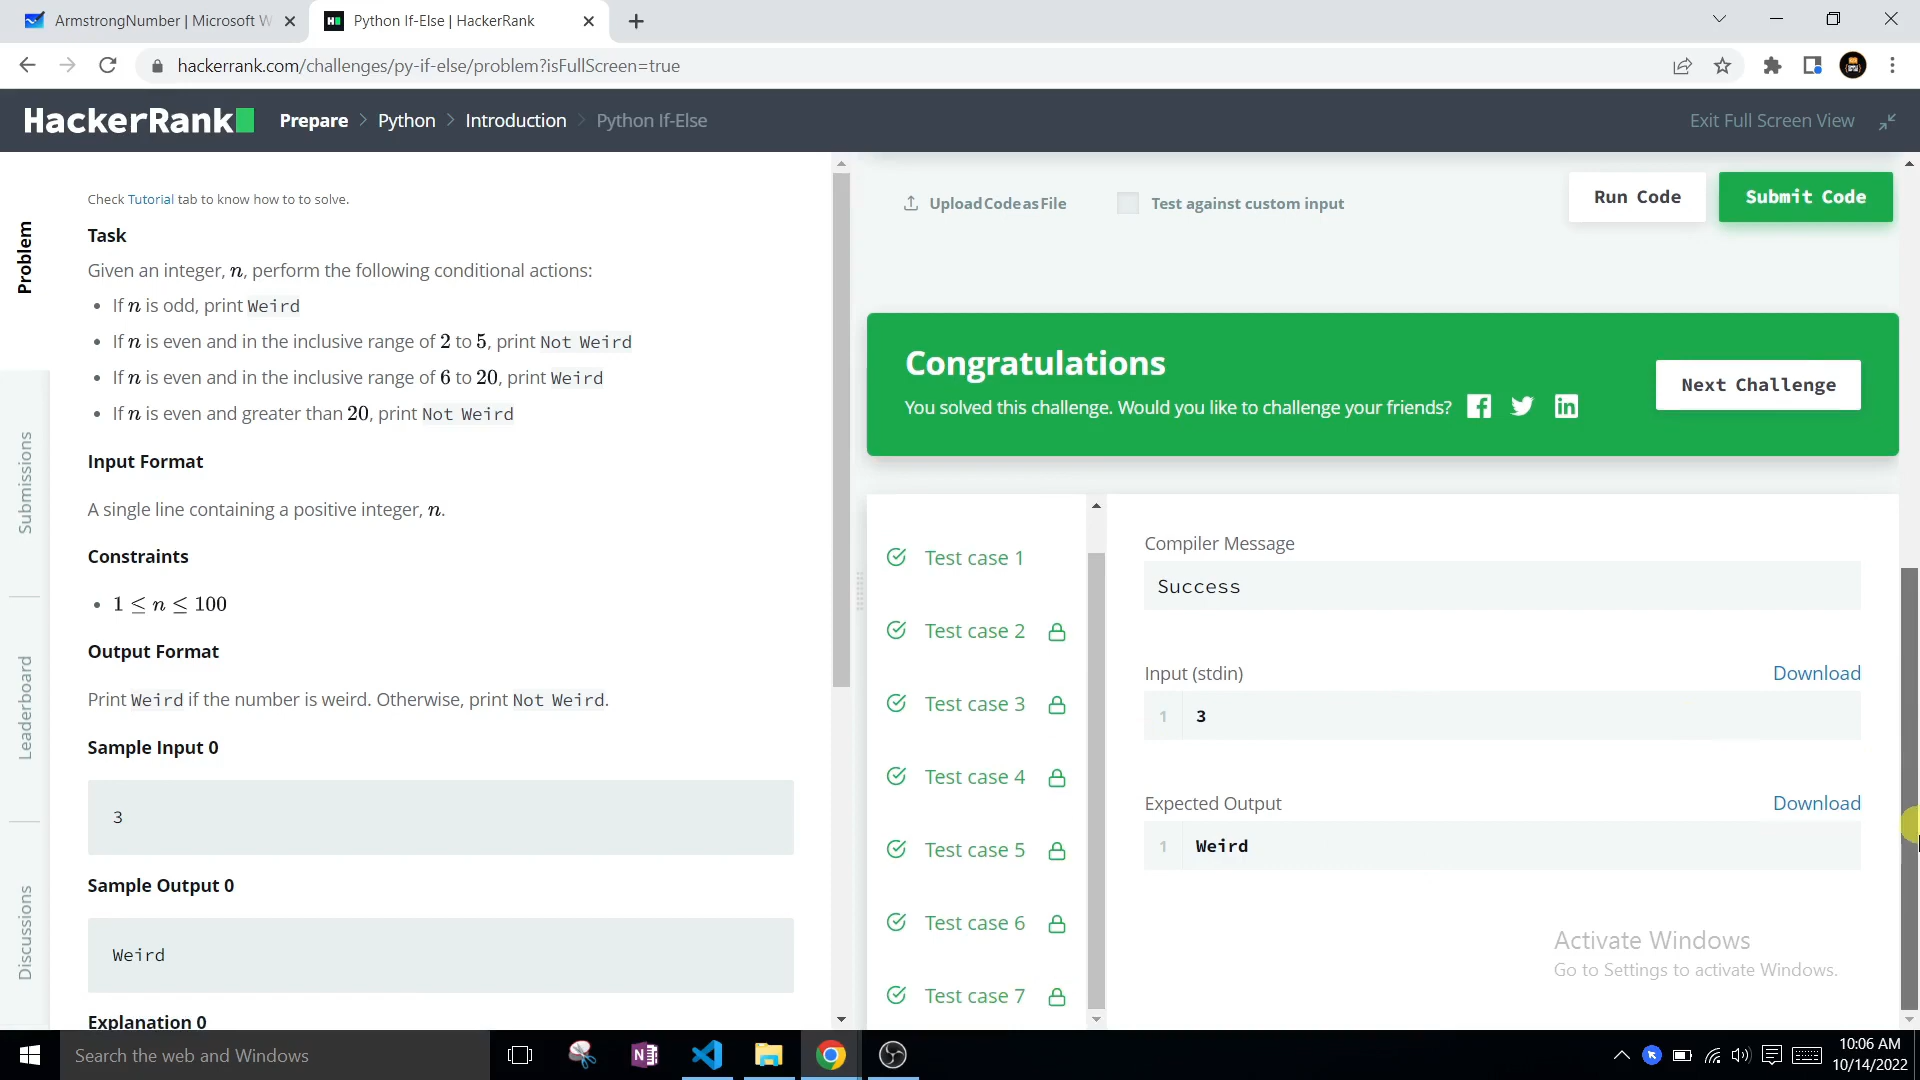 ArmstrongNumber | Microsoft W
Python If-Else | HackerRank
hackerrank.com/challenges/py-if-else/problem?isFullScreen=true
HackerRank
Prepare > Python > Introduction > Python If-Else
Exit Full Screen View
Problem
Submissions
Leaderboard
Discussions
Check Tutorial tab to know how to to solve.
Task
Given an integer, n, perform the following conditional actions:
• If n is odd, print Weird
• If n is even and in the inclusive range of 2 to 5, print Not Weird
• If n is even and in the inclusive range of 6 to 20, print Weird
• If n is even and greater than 20, print Not Weird
Input Format
A single line containing a positive integer, n.
Constraints
• 1 ≤ n ≤ 100
Output Format
Print Weird if the number is weird. Otherwise, print Not Weird.
Sample Input 0
3
Sample Output 0
Weird
Explanation 0
Upload Code as File
Test against custom input
Run Code
Submit Code
Congratulations
You solved this challenge. Would you like to challenge your friends?
Next Challenge
Test case 1
Test case 2
Test case 3
Test case 4
Test case 5
Test case 6
Test case 7
Compiler Message
Success
Input (stdin)
Download
1 3
Expected Output
Download
1 Weird
Activate Windows
Go to Settings to activate Windows.
Search the web and Windows
10:06 AM
10/14/2022